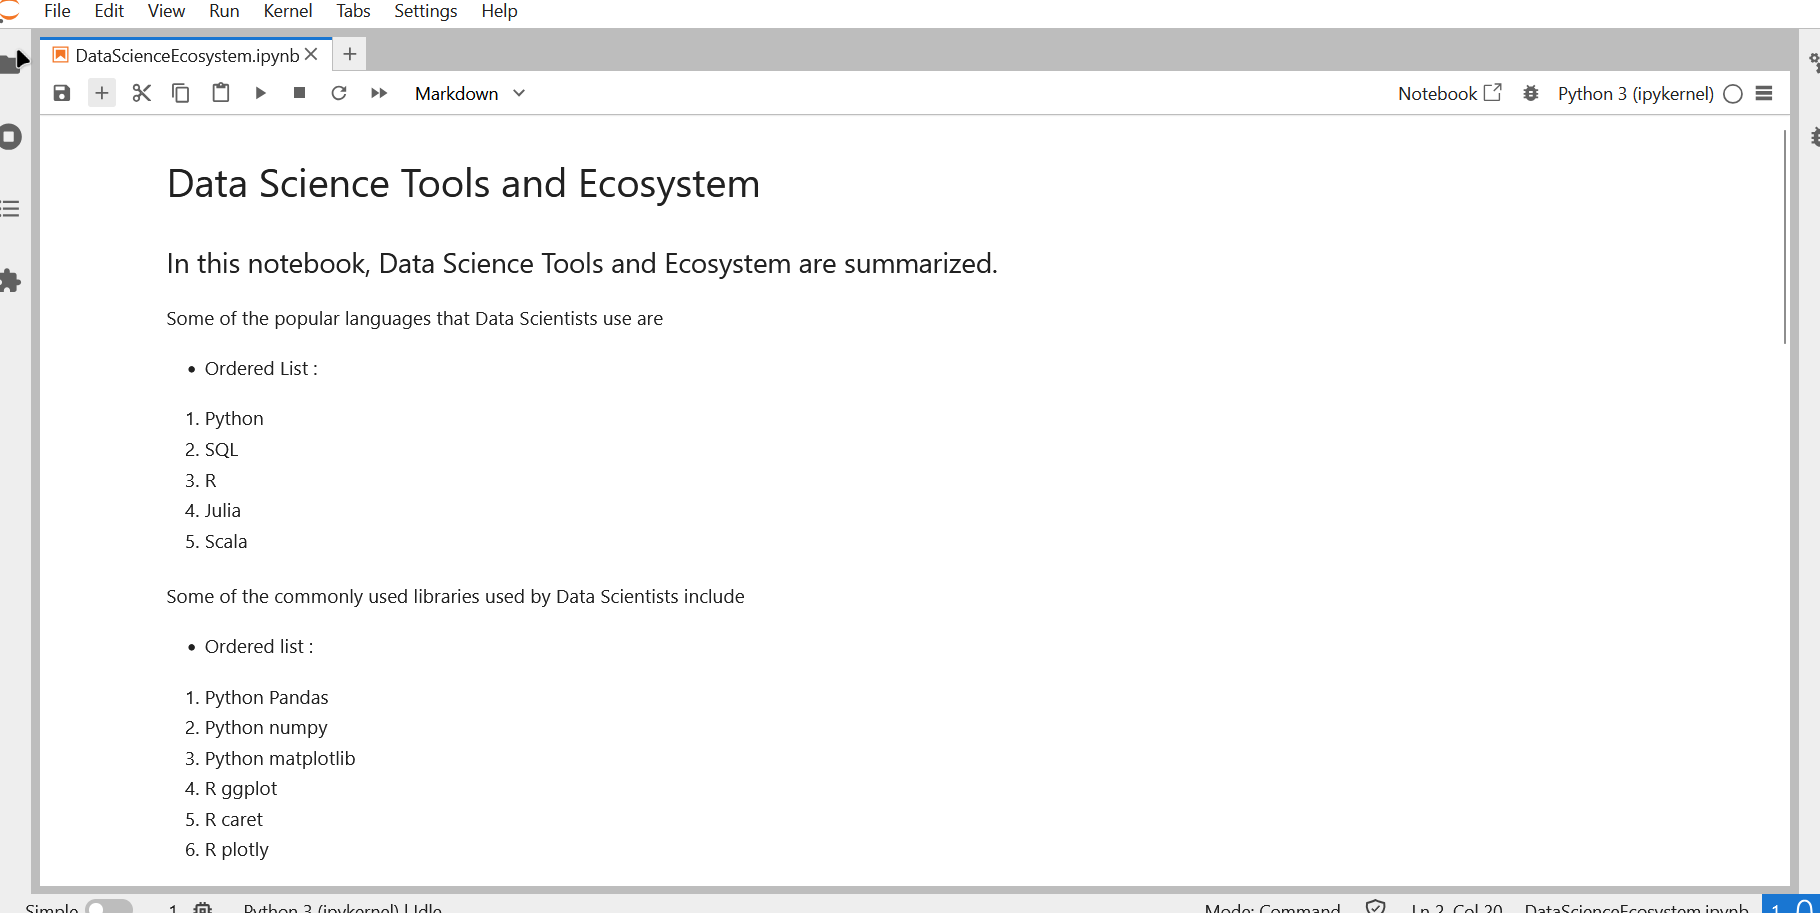 File Edit View Run Kernel Tabs Settings Help
DataScienceEcosystem.ipynb
Markdown
Notebook Python 3 (ipykernel)
Data Science Tools and Ecosystem
In this notebook, Data Science Tools and Ecosystem are summarized.
Some of the popular languages that Data Scientists use are
• Ordered List :
1. Python
2. SQL
3. R
4. Julia
5. Scala
Some of the commonly used libraries used by Data Scientists include
• Ordered list :
1. Python Pandas
2. Python numpy
3. Python matplotlib
4. R ggplot
5. R caret
6. R plotly
Simple 1 Python 3 (ipykernel) | Idle Mode: Command Ln 2, Col 20 DataScienceEcosystem.ipynb 1